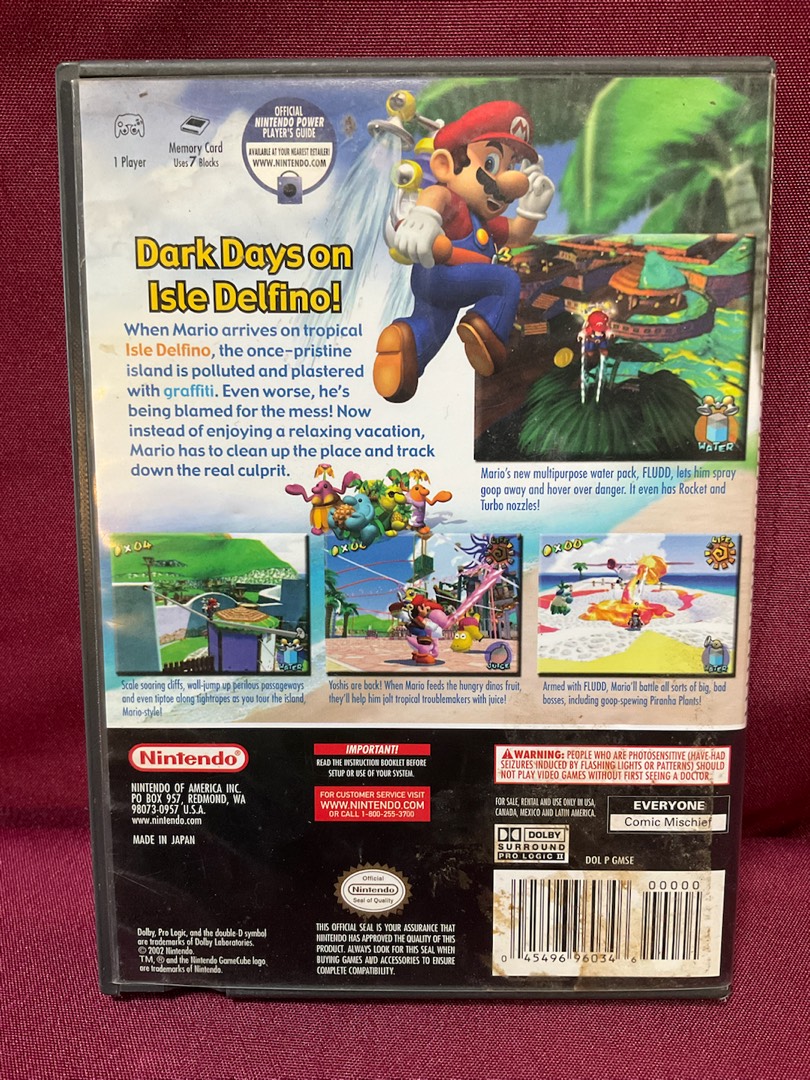 1 Player
Memory Card
Uses 7 Blocks
OFFICIAL
NINTENDO POWER
PLAYER'S GUIDE
AVAILABLE AT YOUR NEAREST RETAILER!
WWW.NINTENDO.COM
M
Dark Days on
Isle Delfino!
When Mario arrives on tropical
Isle Delfino, the once-pristine
island is polluted and plastered
with graffiti. Even worse, he's
being blamed for the mess! Now
instead of enjoying a relaxing vacation,
Mario has to clean up the place and track
down the real culprit.
WATER
Mario's new multipurpose water pack, FLUDD, lets him spray
goop away and hover over danger. It even has Rocket and
Turbo nozzles!
x04
WATER
Scale soaring cliffs, wall-jump up perilous passageways
and even tiptoe along tightropes as you tour the island,
Mario-style!
LIFE
JUICE
Yoshis are back! When Mario feeds the hungry dinos fruit,
they'll help him jolt tropical troublemakers with juice!
x00
LIFE
WATER
Armed with FLUDD, Mario'll battle all sorts of big, bad
bosses, including goop-spewing Piranha Plants!
Nintendo®
NINTENDO OF AMERICA INC.
PO BOX 957, REDMOND, WA
98073-0957 U.S.A.
www.nintendo.com
MADE IN JAPAN
IMPORTANT!
READ THE INSTRUCTION BOOKLET BEFORE
SETUP OR USE OF YOUR SYSTEM.
FOR CUSTOMER SERVICE VISIT
WWW.NINTENDO.COM
OR CALL 1-800-255-3700
WARNING: PEOPLE WHO ARE PHOTOSENSITIVE (HAVE HAD
SEIZURES INDUCED BY FLASHING LIGHTS OR PATTERNS) SHOULD
NOT PLAY VIDEO GAMES WITHOUT FIRST SEEING A DOCTOR.
FOR SALE, RENTAL AND USE ONLY IN USA,
CANADA, MEXICO AND LATIN AMERICA.
EVERYONE
Comic Mischief
DOLBY
SURROUND
PRO LOGIC II
DOL P GMSE
Official
Nintendo
Seal of Quality
Dolby, Pro Logic, and the double-D symbol
are trademarks of Dolby Laboratories.
© 2002 Nintendo.
TM, ® and the Nintendo GameCube logo
are trademarks of Nintendo.
THIS OFFICIAL SEAL IS YOUR ASSURANCE THAT
NINTENDO HAS APPROVED THE QUALITY OF THIS
PRODUCT. ALWAYS LOOK FOR THIS SEAL WHEN
BUYING GAMES AND ACCESSORIES TO ENSURE
COMPLETE COMPATIBILITY.
00000
0 45496 96034 6